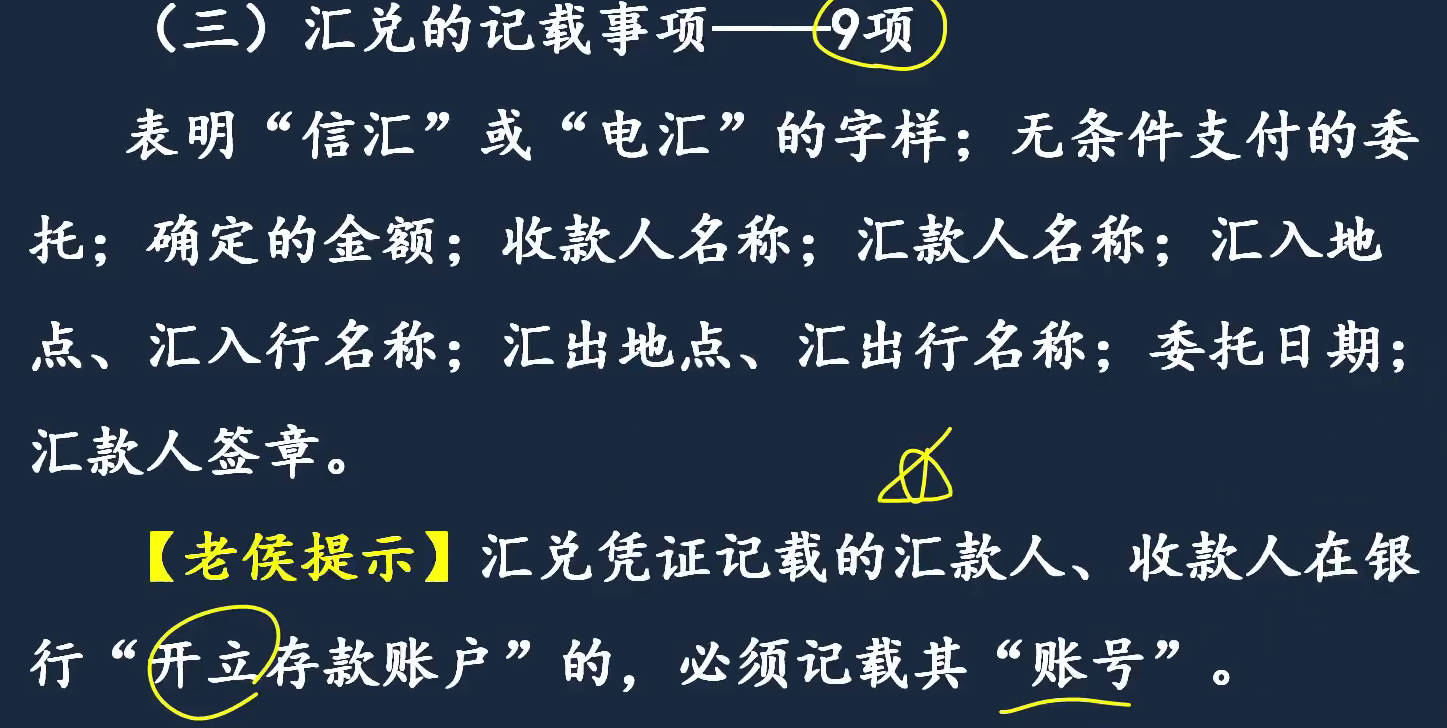 （三）汇兑的记载事项——9项
表明“信汇”或“电汇”的字样；无条件支付的委
托；确定的金额；收款人名称；汇款人名称；汇入地
点、汇入行名称；汇出地点、汇出行名称；委托日期；
汇款人签章。
【老侯提示】汇兑凭证记载的汇款人、收款人在银
行“开立存款账户”的，必须记载其“账号”。